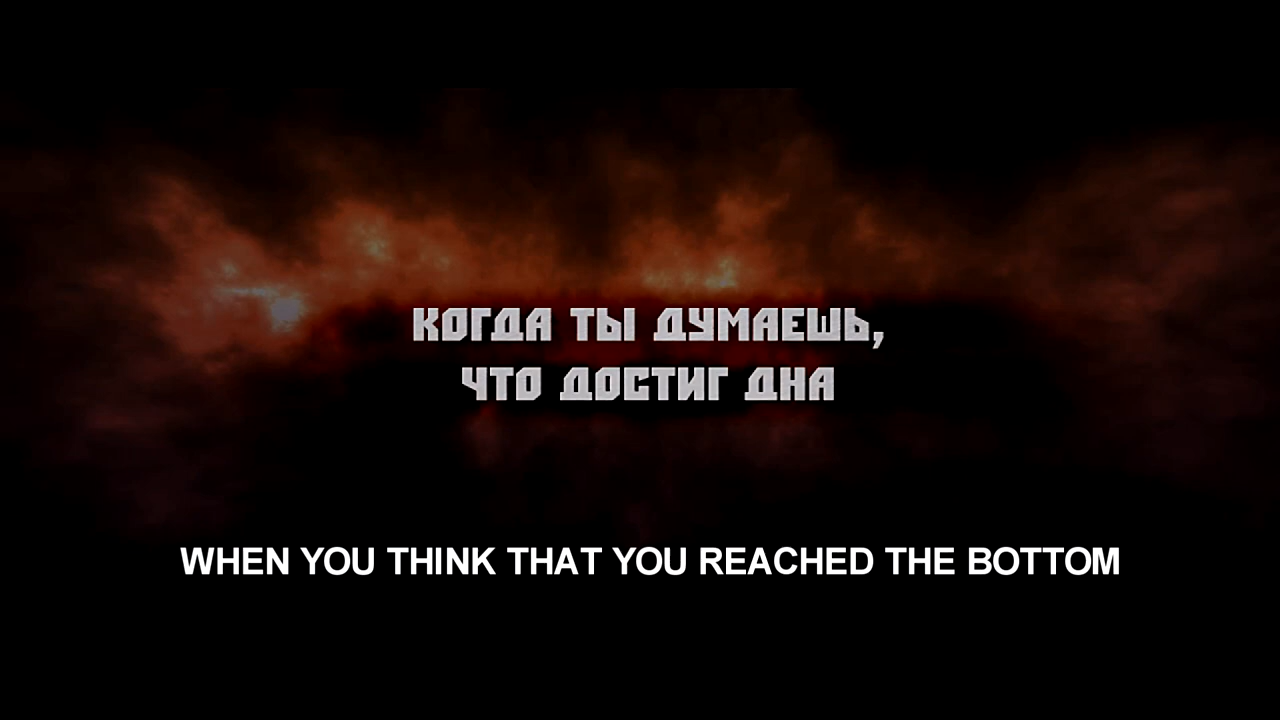 КОГДА ТЫ ДУМАЕШЬ,
ЧТО ДОСТИГ ДНА
WHEN YOU THINK THAT YOU REACHED THE BOTTOM